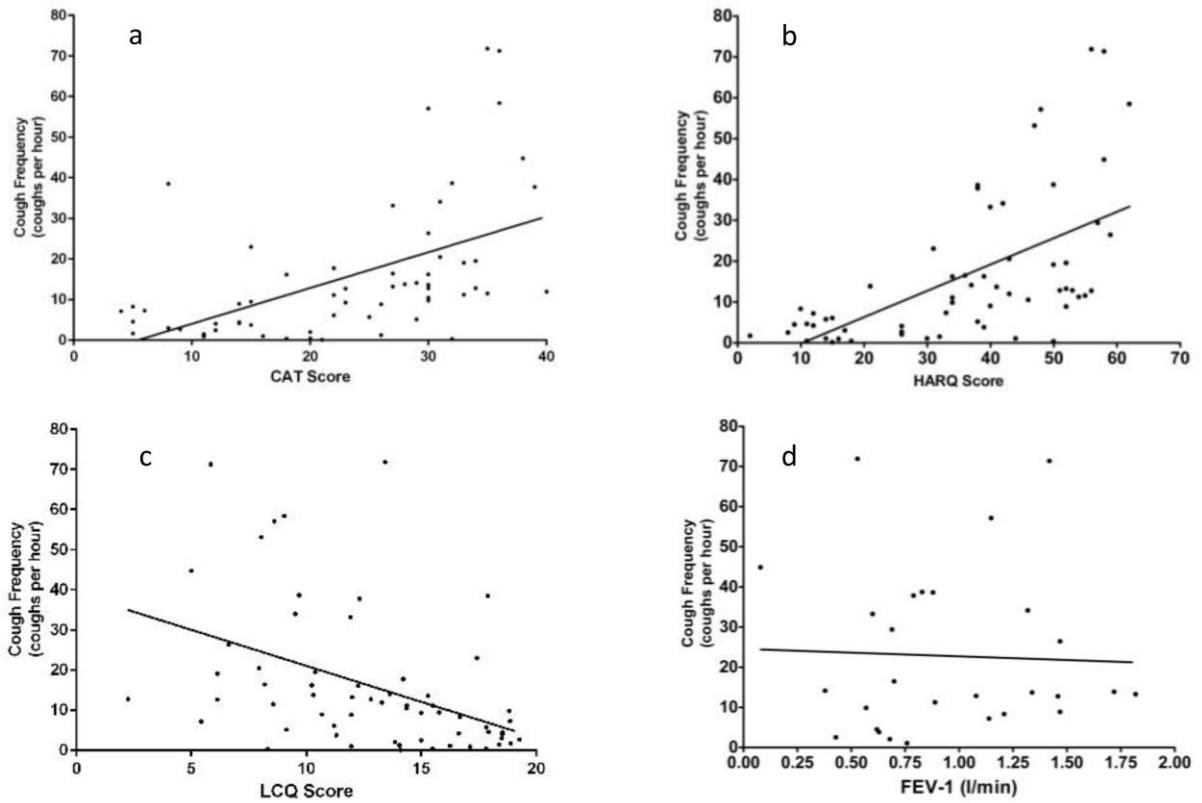 a
80
70
60
50
40
30
20
10
0
Cough Frequency
(coughs per hour)
0 10 20 30 40
CAT Score
b
80
70
60
50
40
30
20
10
0
Cough Frequency
(coughs per hour)
0 10 20 30 40 50 60 70
HARQ Score
c
80
70
60
50
40
30
20
10
0
Cough Frequency
(coughs per hour)
0 5 10 15 20
LCQ Score
d
80
70
60
50
40
30
20
10
0
Cough Frequency
(coughs per hour)
0.00 0.25 0.50 0.75 1.00 1.25 1.50 1.75 2.00
FEV-1 (l/min)